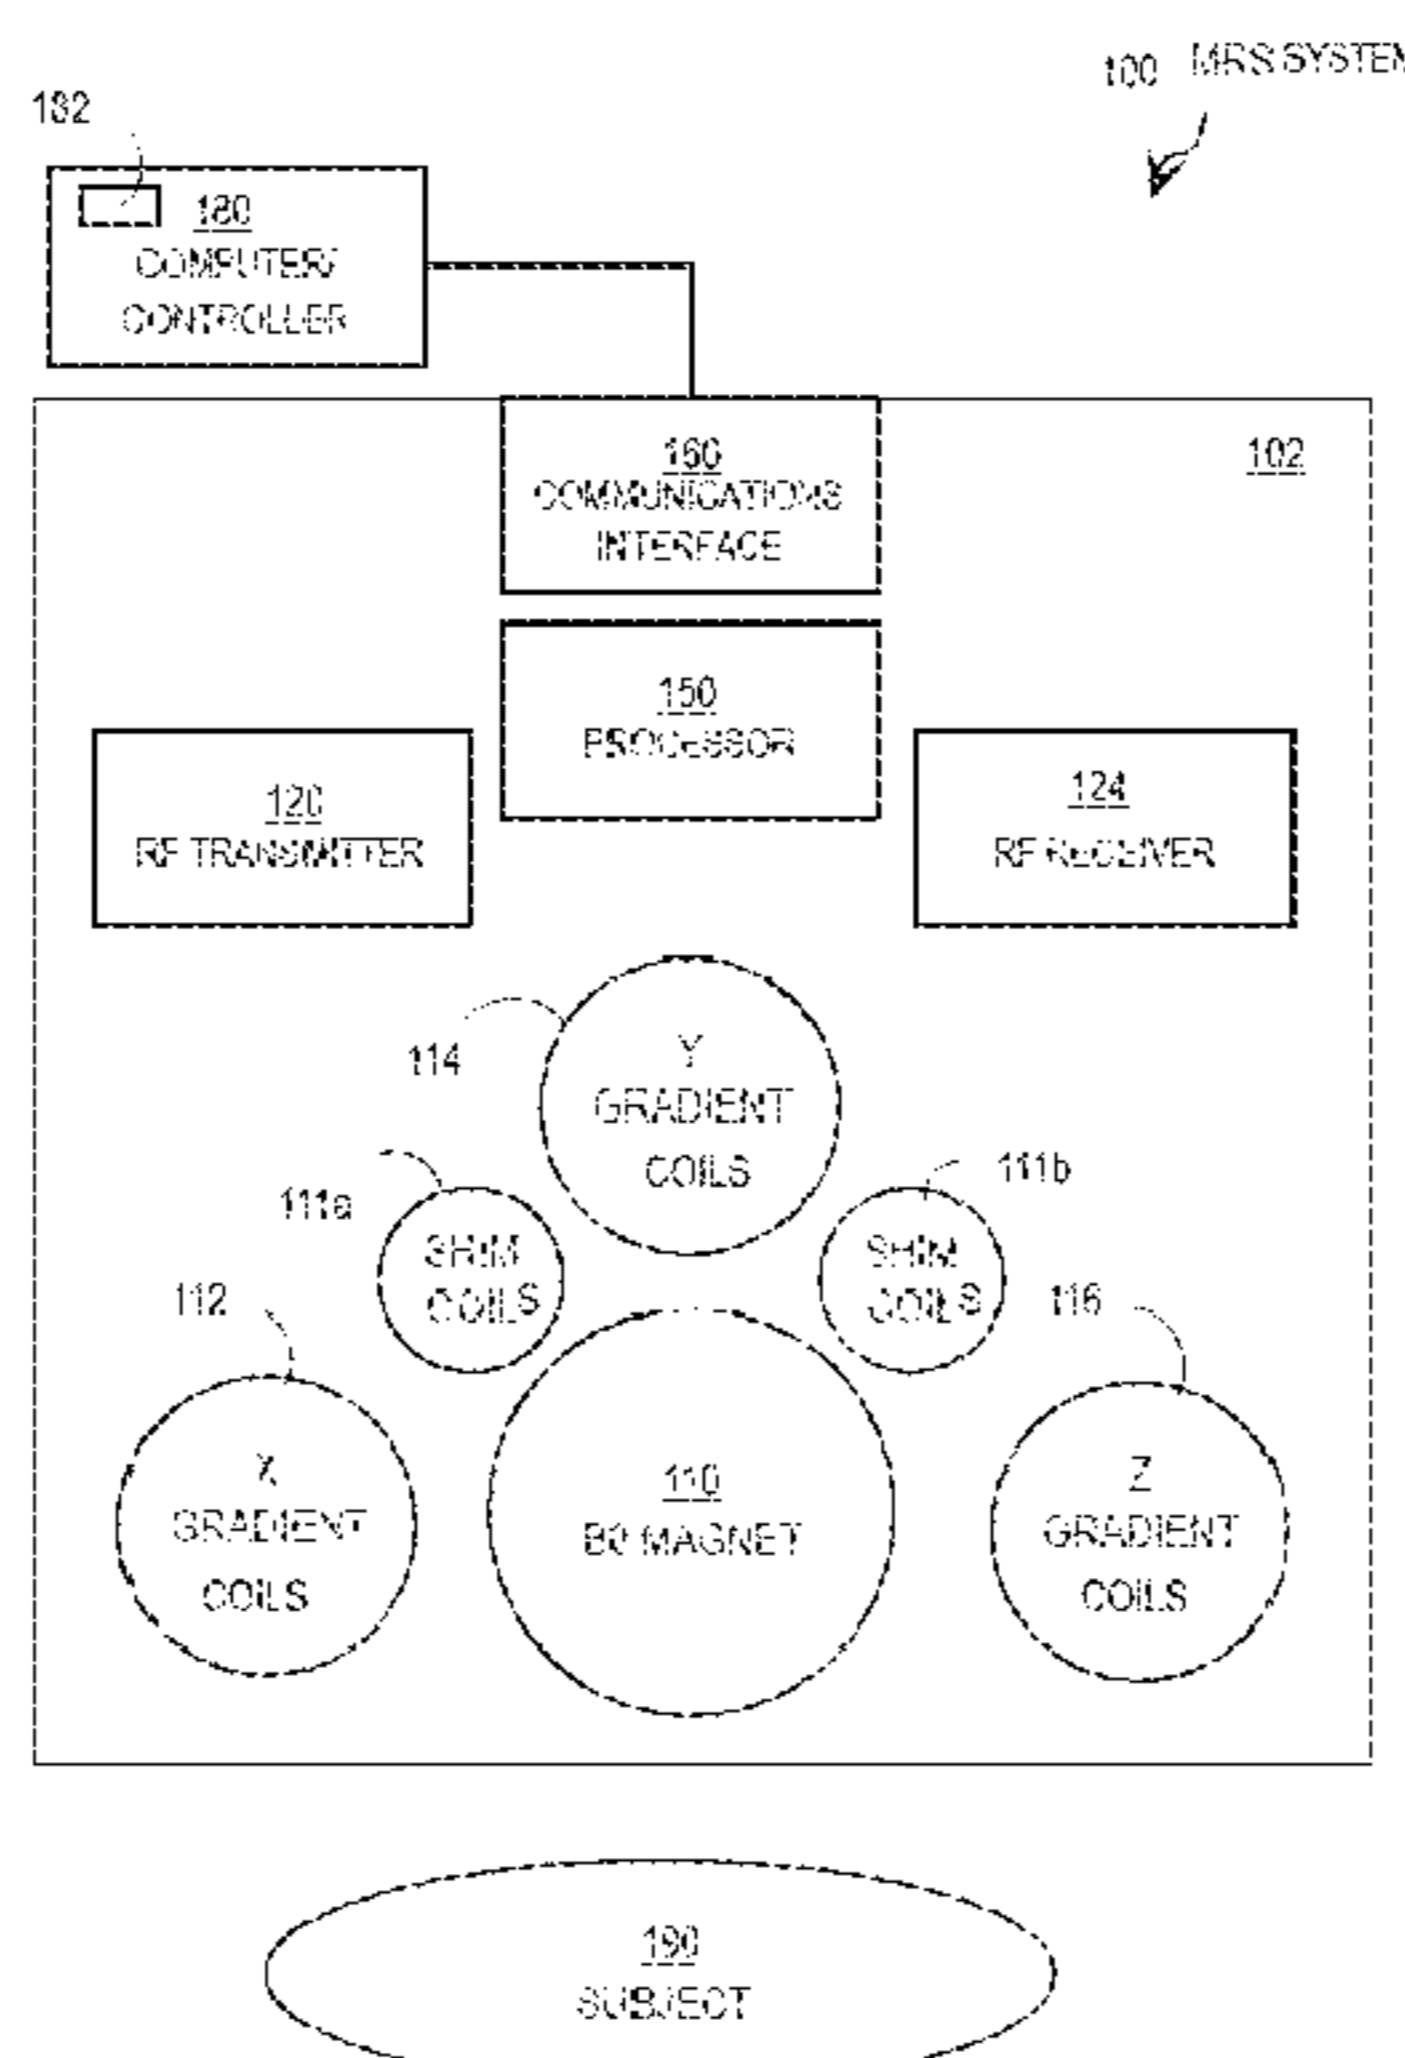 100 MRS SYSTEM
182
180
COMPUTER/
CONTROLLER
102
160
COMMUNICATIONS
INTERFACE
150
PROCESSOR
120
RF TRANSMITTER
124
RF RECEIVER
114
Y
GRADIENT
COILS
111a
SHIM
COILS
111b
SHIM
COILS
112
X
GRADIENT
COILS
110
B0 MAGNET
116
Z
GRADIENT
COILS
190
SUBJECT